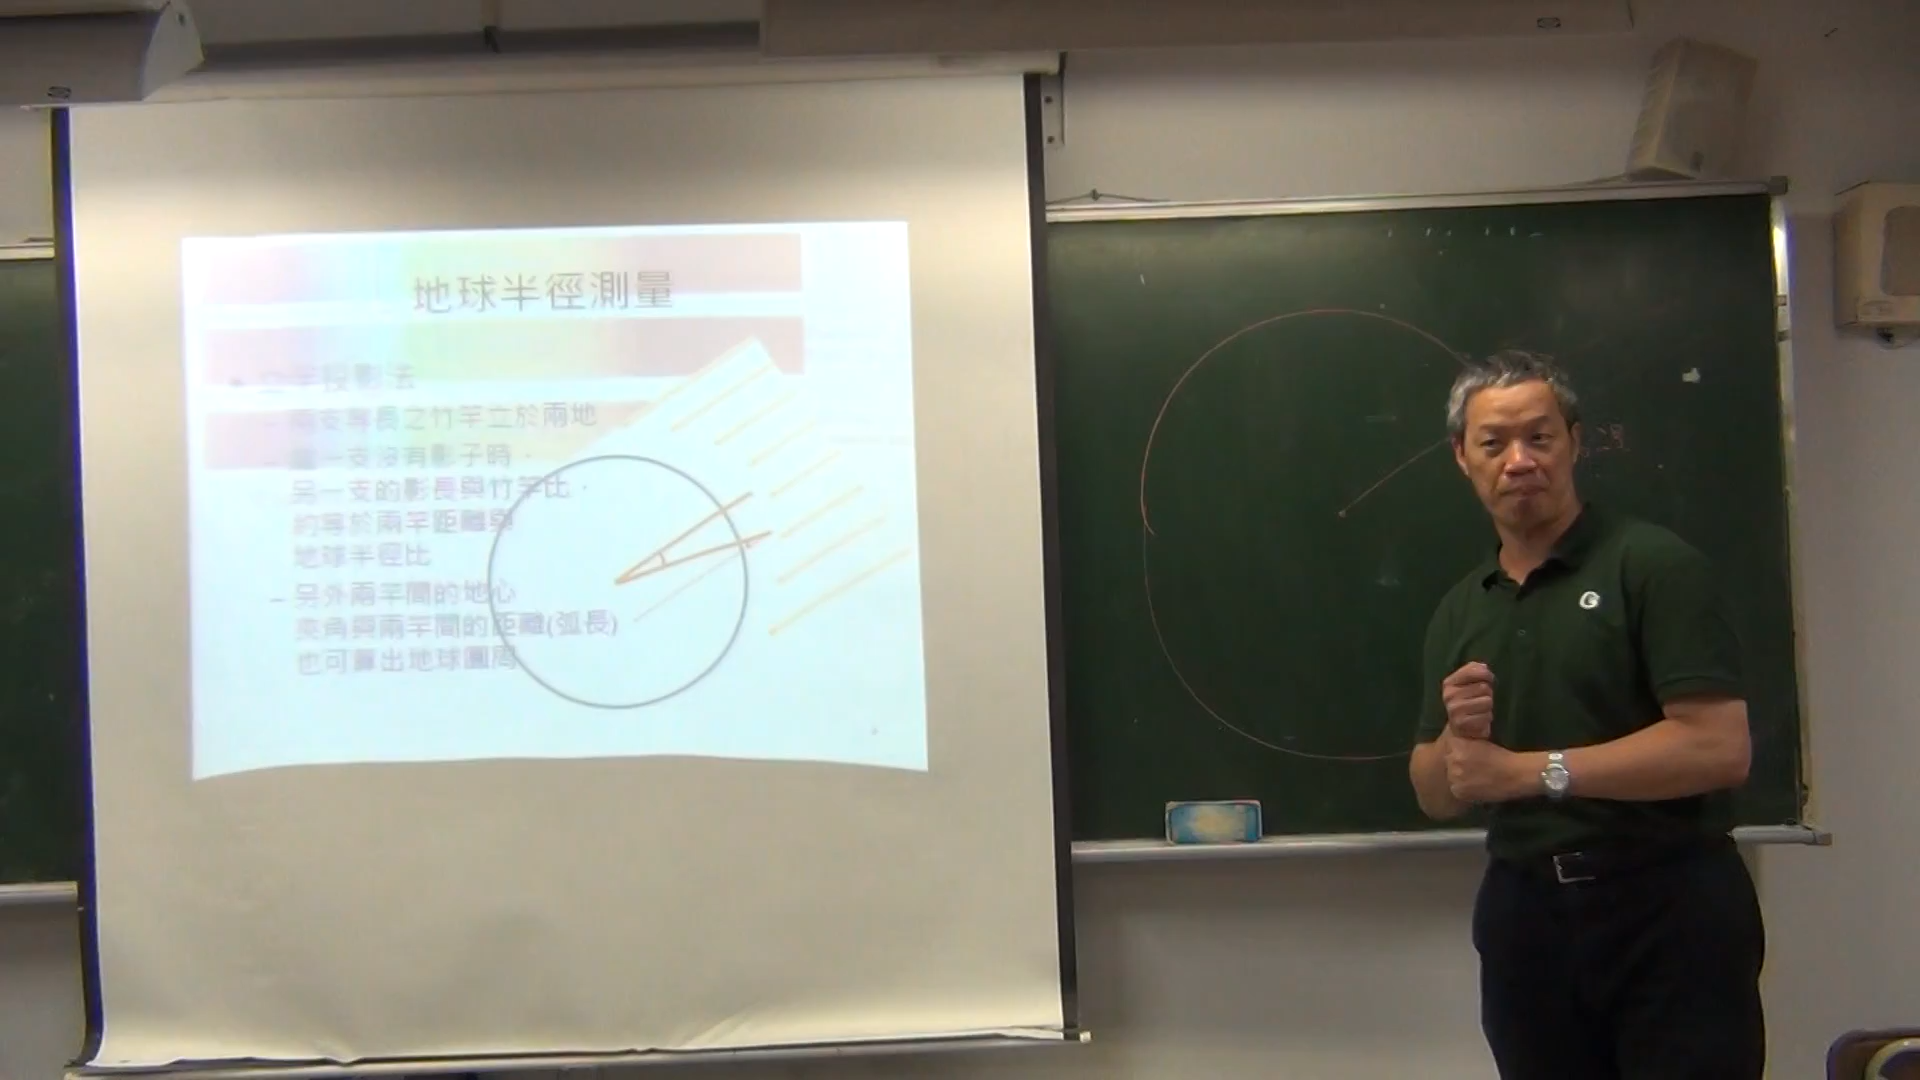 地球半徑測量
立竿投影法
– 兩支等長之竹竿立於兩地
– 當一支沒有影子時，
另一支的影長與竹竿比，
約等於兩竿距離與
地球半徑比
– 另外兩竿間的地心
夾角與兩竿間的距離(弧長)
也可算出地球圓周